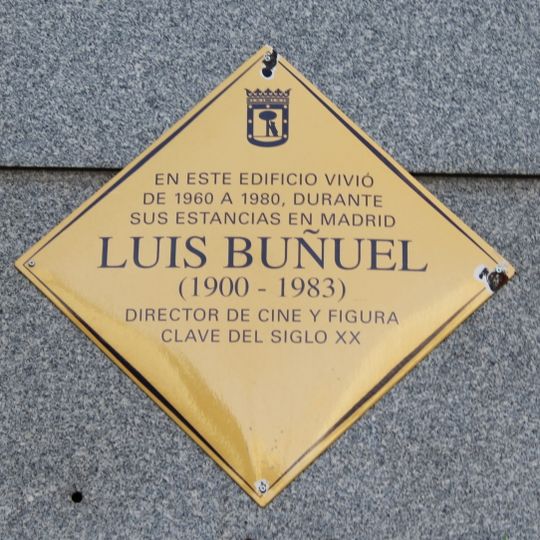 EN ESTE EDIFICIO VIVIÓ
DE 1960 A 1980, DURANTE
SUS ESTANCIAS EN MADRID
LUIS BUÑUEL
(1900 - 1983)
DIRECTOR DE CINE Y FIGURA
CLAVE DEL SIGLO XX